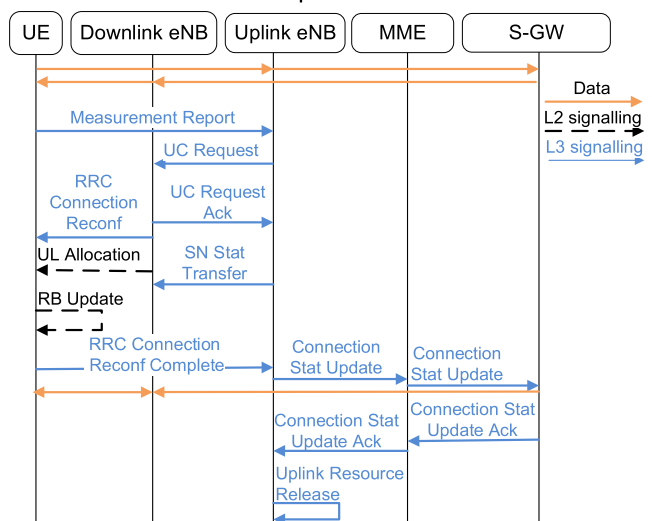 UE
Downlink eNB
Uplink eNB
MME
S-GW
Data
L2 signalling
L3 signalling
Measurement Report
UC Request
RRC
Connection
Reconf
UC Request
Ack
UL Allocation
SN Stat
Transfer
RB Update
RRC Connection
Reconf Complete
Connection
Stat Update
Connection
Stat Update
Connection Stat
Update Ack
Connection Stat
Update Ack
Uplink Resource
Release